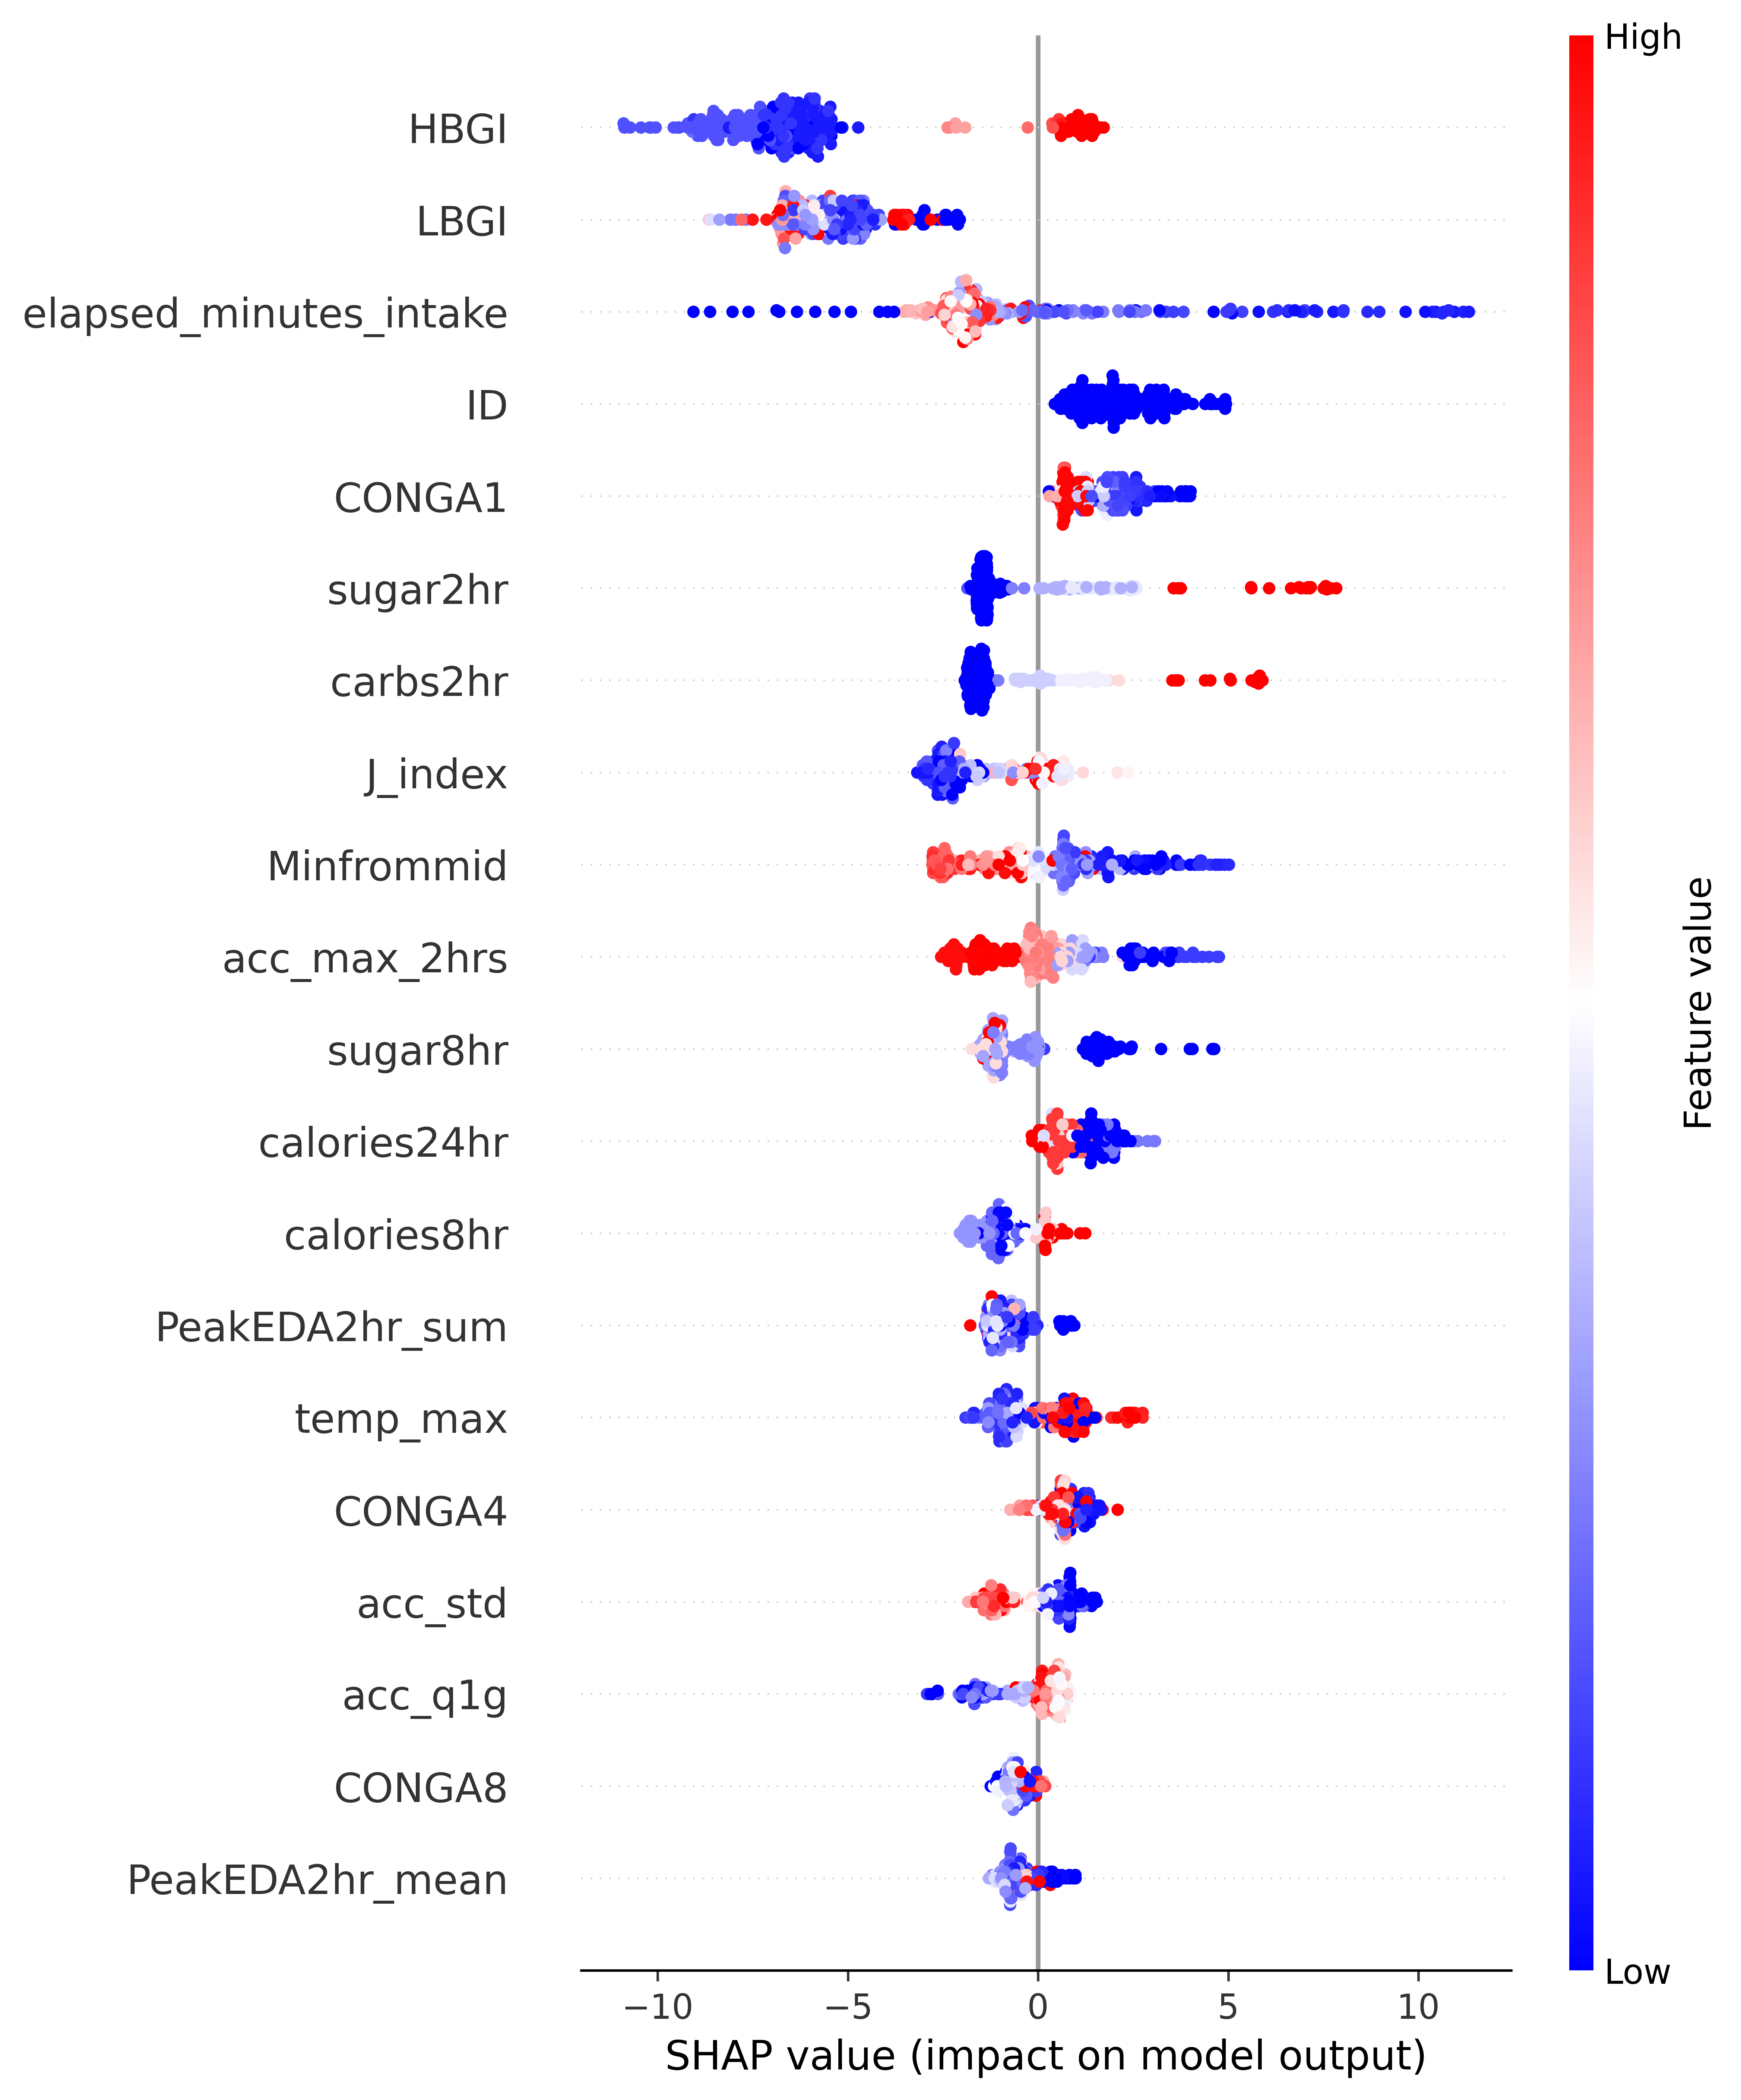 High
HBGI
LBGI
elapsed_minutes_intake
ID
CONGA1
sugar2hr
carbs2hr
J_index
Minfrommid
acc_max_2hrs
sugar8hr
calories24hr
calories8hr
PeakEDA2hr_sum
temp_max
CONGA4
acc_std
acc_q1g
CONGA8
PeakEDA2hr_mean
Feature value
Low
−10 −5 0 5 10
SHAP value (impact on model output)